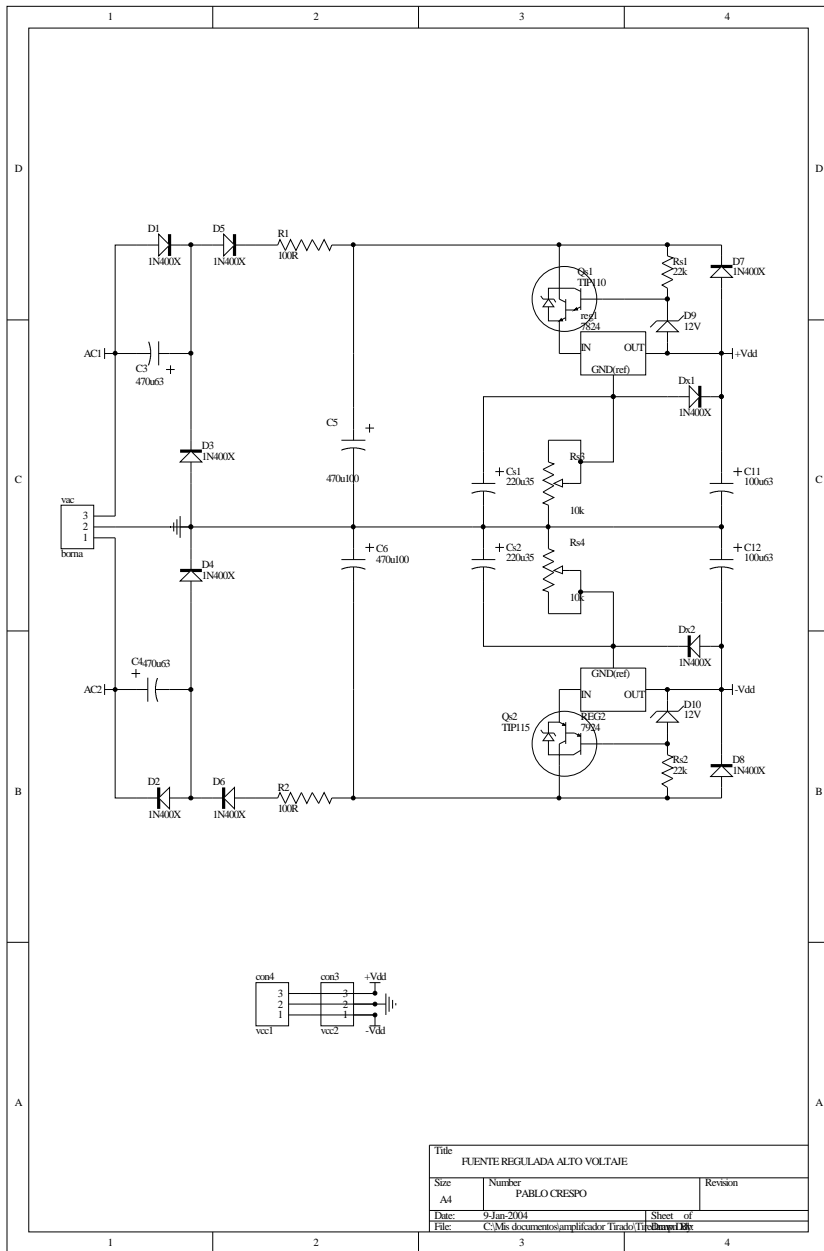 1 2 3 4
D D
D1 D5 R1
1N400X 1N400X 100R
Qs1
TIP110
Rs1
22k
D7
1N400X
reg1
7824
D9
12V
IN OUT
GND(ref)
AC1
+Vdd
C3
470u63
Dx1
1N400X
C5
470u100
D3
1N400X
Rs3
10k
Cs1
220u35
C11
100u63
C C
vac
3
2
1
borna
D4
1N400X
C6
470u100
Cs2
220u35
Rs4
10k
C12
100u63
Dx2
1N400X
C4
470u63
GND(ref)
IN OUT
AC2
-Vdd
Qs2
TIP115
REG2
7924
D10
12V
Rs2
22k
D8
1N400X
B B
D2 D6 R2
1N400X 1N400X 100R
con4 con3 +Vdd
3 3
2 2
1 1
vcc1 vcc2 -Vdd
A A
Title
FUENTE REGULADA ALTO VOLTAJE
Size Number Revision
A4 PABLO CRESPO
Date: 9-Jan-2004 Sheet of
File: C:\Mis documentos\amplificador Tirado\
1 2 3 4